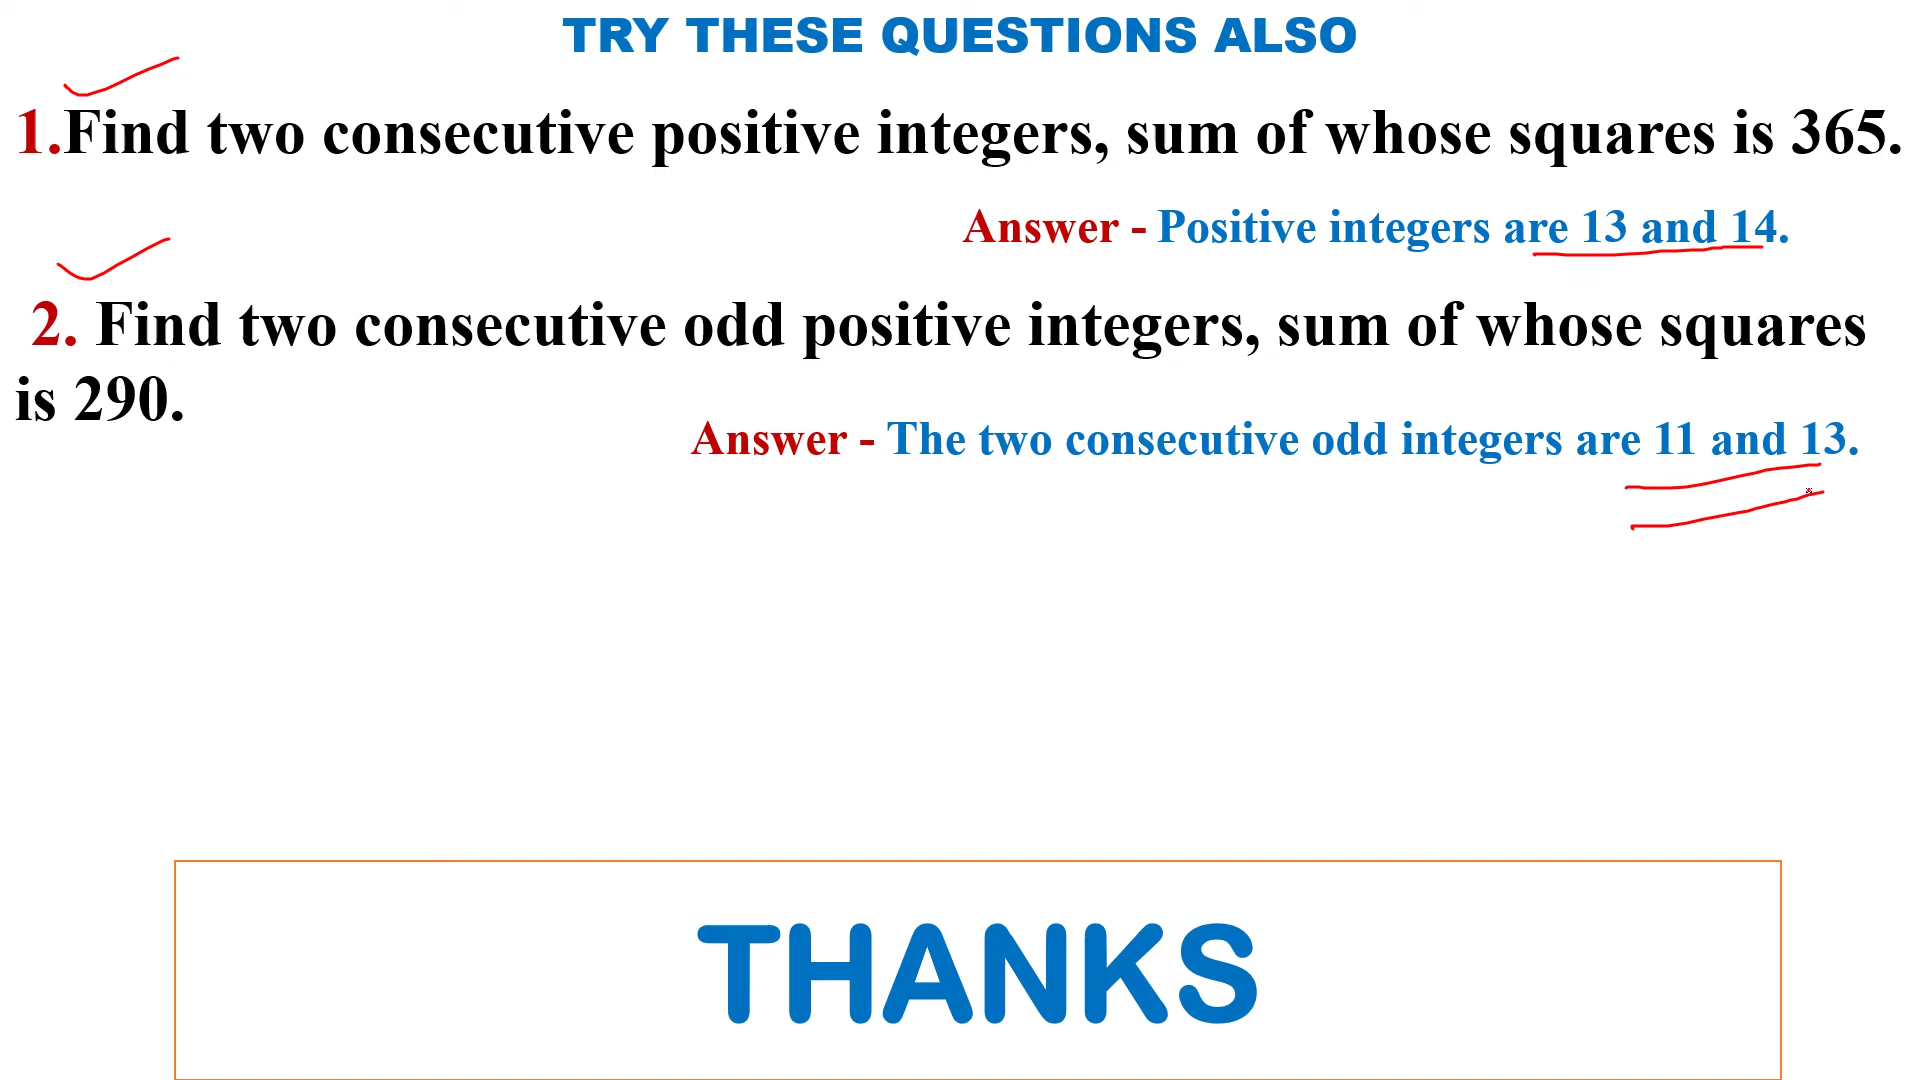 TRY THESE QUESTIONS ALSO
1.Find two consecutive positive integers, sum of whose squares is 365.
Answer - Positive integers are 13 and 14.
2. Find two consecutive odd positive integers, sum of whose squares
is 290.
Answer - The two consecutive odd integers are 11 and 13.
THANKS